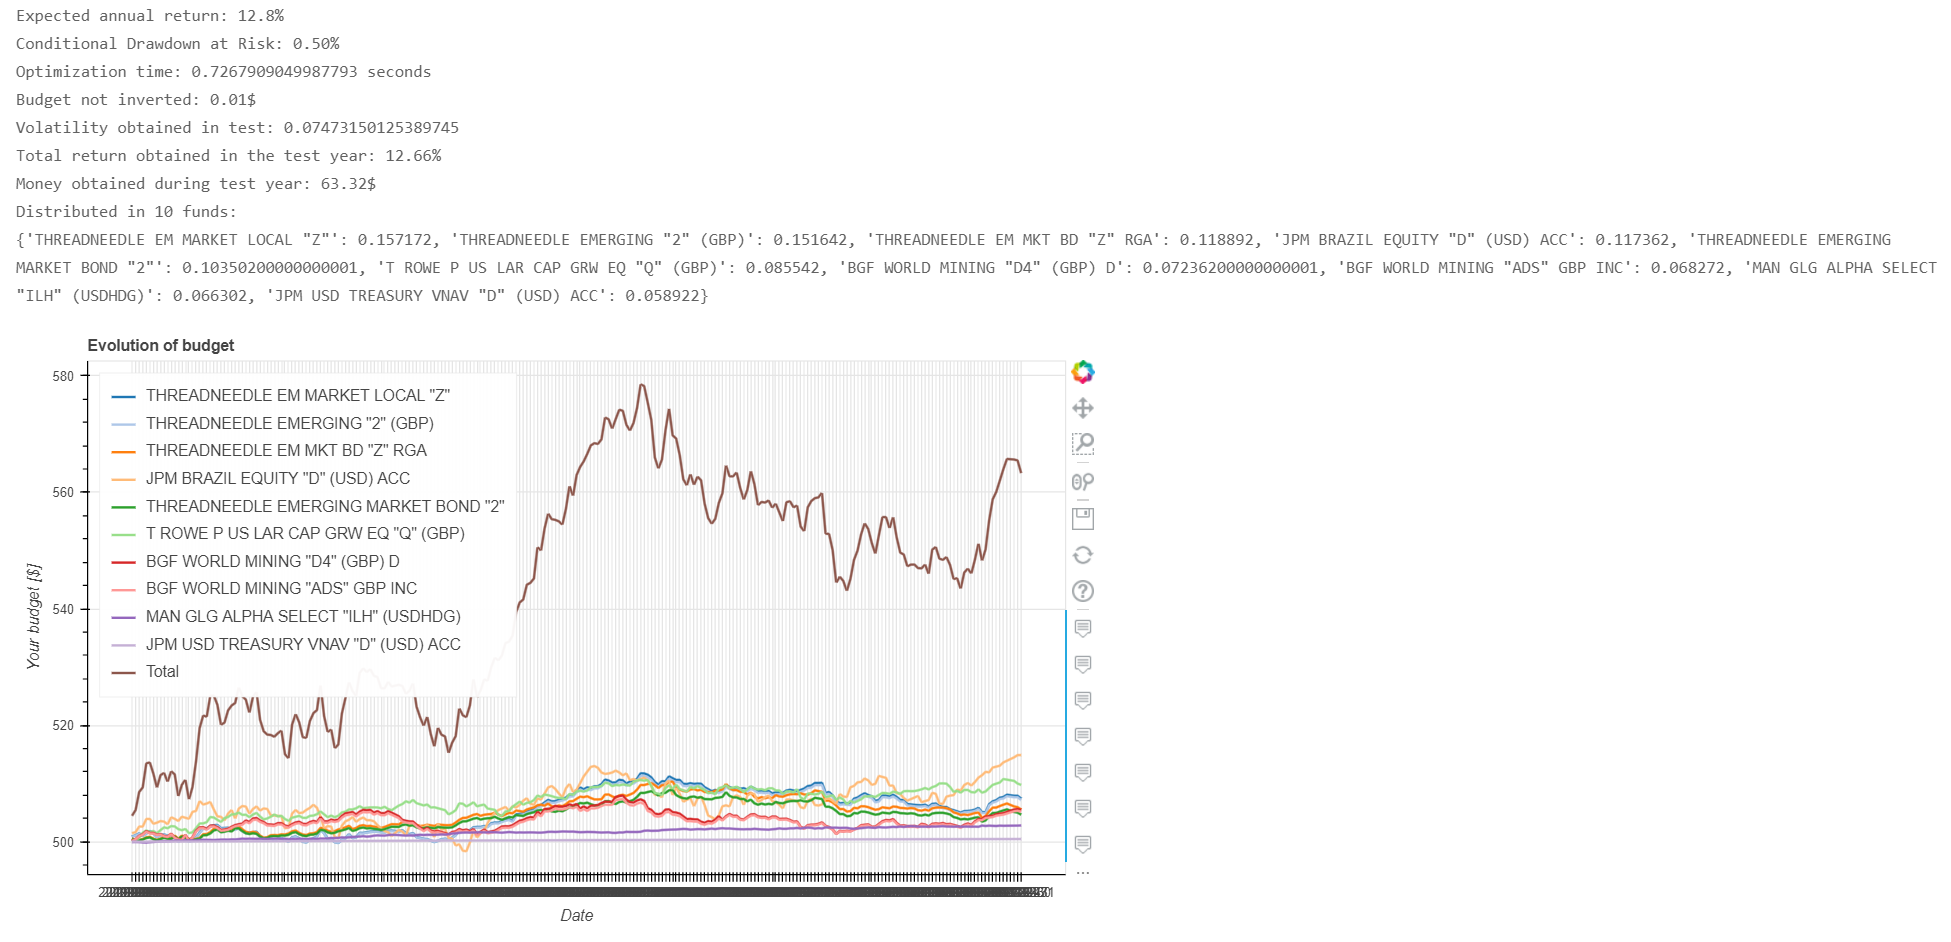 Expected annual return: 12.8%
Conditional Drawdown at Risk: 0.50%
Optimization time: 0.7267909049987793 seconds
Budget not inverted: 0.01$
Volatility obtained in test: 0.07473150125389745
Total return obtained in the test year: 12.66%
Money obtained during test year: 63.32$
Distributed in 10 funds:
{'THREADNEEDLE EM MARKET LOCAL "Z"': 0.157172, 'THREADNEEDLE EMERGING "2" (GBP)': 0.151642, 'THREADNEEDLE EM MKT BD "Z" RGA': 0.118892, 'JPM BRAZIL EQUITY "D" (USD) ACC': 0.117362, 'THREADNEEDLE EMERGING
MARKET BOND "2"': 0.10350200000000001, 'T ROWE P US LAR CAP GRW EQ "Q" (GBP)': 0.085542, 'BGF WORLD MINING "D4" (GBP) D': 0.07236200000000001, 'BGF WORLD MINING "ADS" GBP INC': 0.068272, 'MAN GLG ALPHA SELECT
"ILH" (USDHDG)': 0.066302, 'JPM USD TREASURY VNAV "D" (USD) ACC': 0.058922}
Evolution of budget
580
560
540
520
500
Your budget [$]
THREADNEEDLE EM MARKET LOCAL "Z"
THREADNEEDLE EMERGING "2" (GBP)
THREADNEEDLE EM MKT BD "Z" RGA
JPM BRAZIL EQUITY "D" (USD) ACC
THREADNEEDLE EMERGING MARKET BOND "2"
T ROWE P US LAR CAP GRW EQ "Q" (GBP)
BGF WORLD MINING "D4" (GBP) D
BGF WORLD MINING "ADS" GBP INC
MAN GLG ALPHA SELECT "ILH" (USDHDG)
JPM USD TREASURY VNAV "D" (USD) ACC
Total
Date